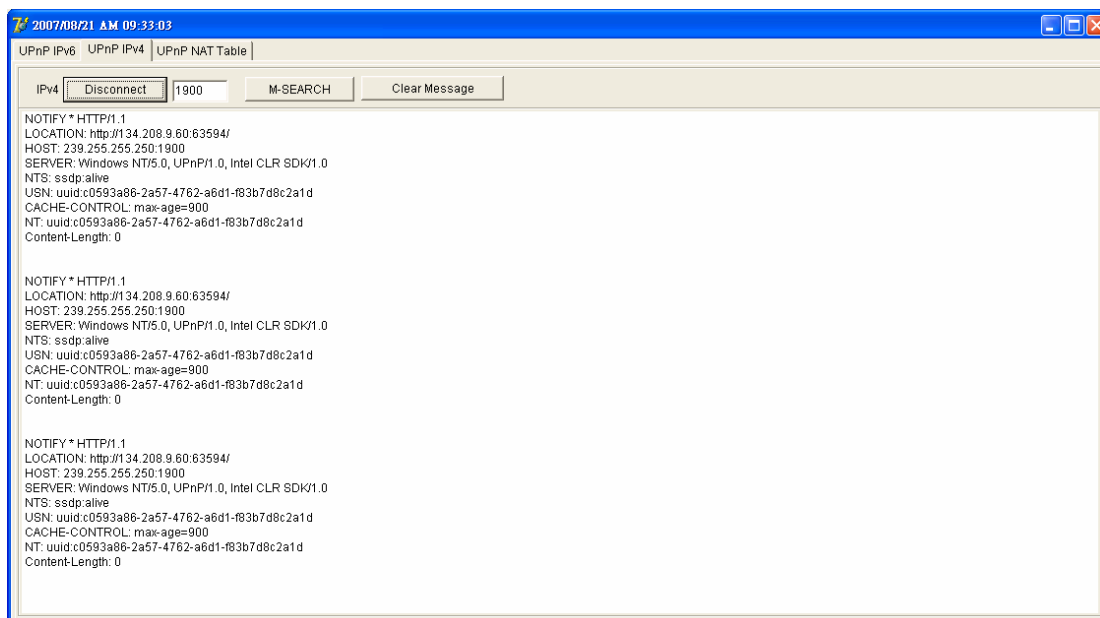 2007/08/21 AM 09:33:03
UPnP IPv6 UPnP IPv4 UPnP NAT Table
IPv4 Disconnect 1900 M-SEARCH Clear Message
NOTIFY * HTTP/1.1
LOCATION: http://134.208.9.60:63594/
HOST: 239.255.255.250:1900
SERVER: Windows NT/5.0, UPnP/1.0, Intel CLR SDK/1.0
NTS: ssdp:alive
USN: uuid:c0593a86-2a57-4762-a6d1-f83b7d8c2a1d
CACHE-CONTROL: max-age=900
NT: uuid:c0593a86-2a57-4762-a6d1-f83b7d8c2a1d
Content-Length: 0
NOTIFY * HTTP/1.1
LOCATION: http://134.208.9.60:63594/
HOST: 239.255.255.250:1900
SERVER: Windows NT/5.0, UPnP/1.0, Intel CLR SDK/1.0
NTS: ssdp:alive
USN: uuid:c0593a86-2a57-4762-a6d1-f83b7d8c2a1d
CACHE-CONTROL: max-age=900
NT: uuid:c0593a86-2a57-4762-a6d1-f83b7d8c2a1d
Content-Length: 0
NOTIFY * HTTP/1.1
LOCATION: http://134.208.9.60:63594/
HOST: 239.255.255.250:1900
SERVER: Windows NT/5.0, UPnP/1.0, Intel CLR SDK/1.0
NTS: ssdp:alive
USN: uuid:c0593a86-2a57-4762-a6d1-f83b7d8c2a1d
CACHE-CONTROL: max-age=900
NT: uuid:c0593a86-2a57-4762-a6d1-f83b7d8c2a1d
Content-Length: 0